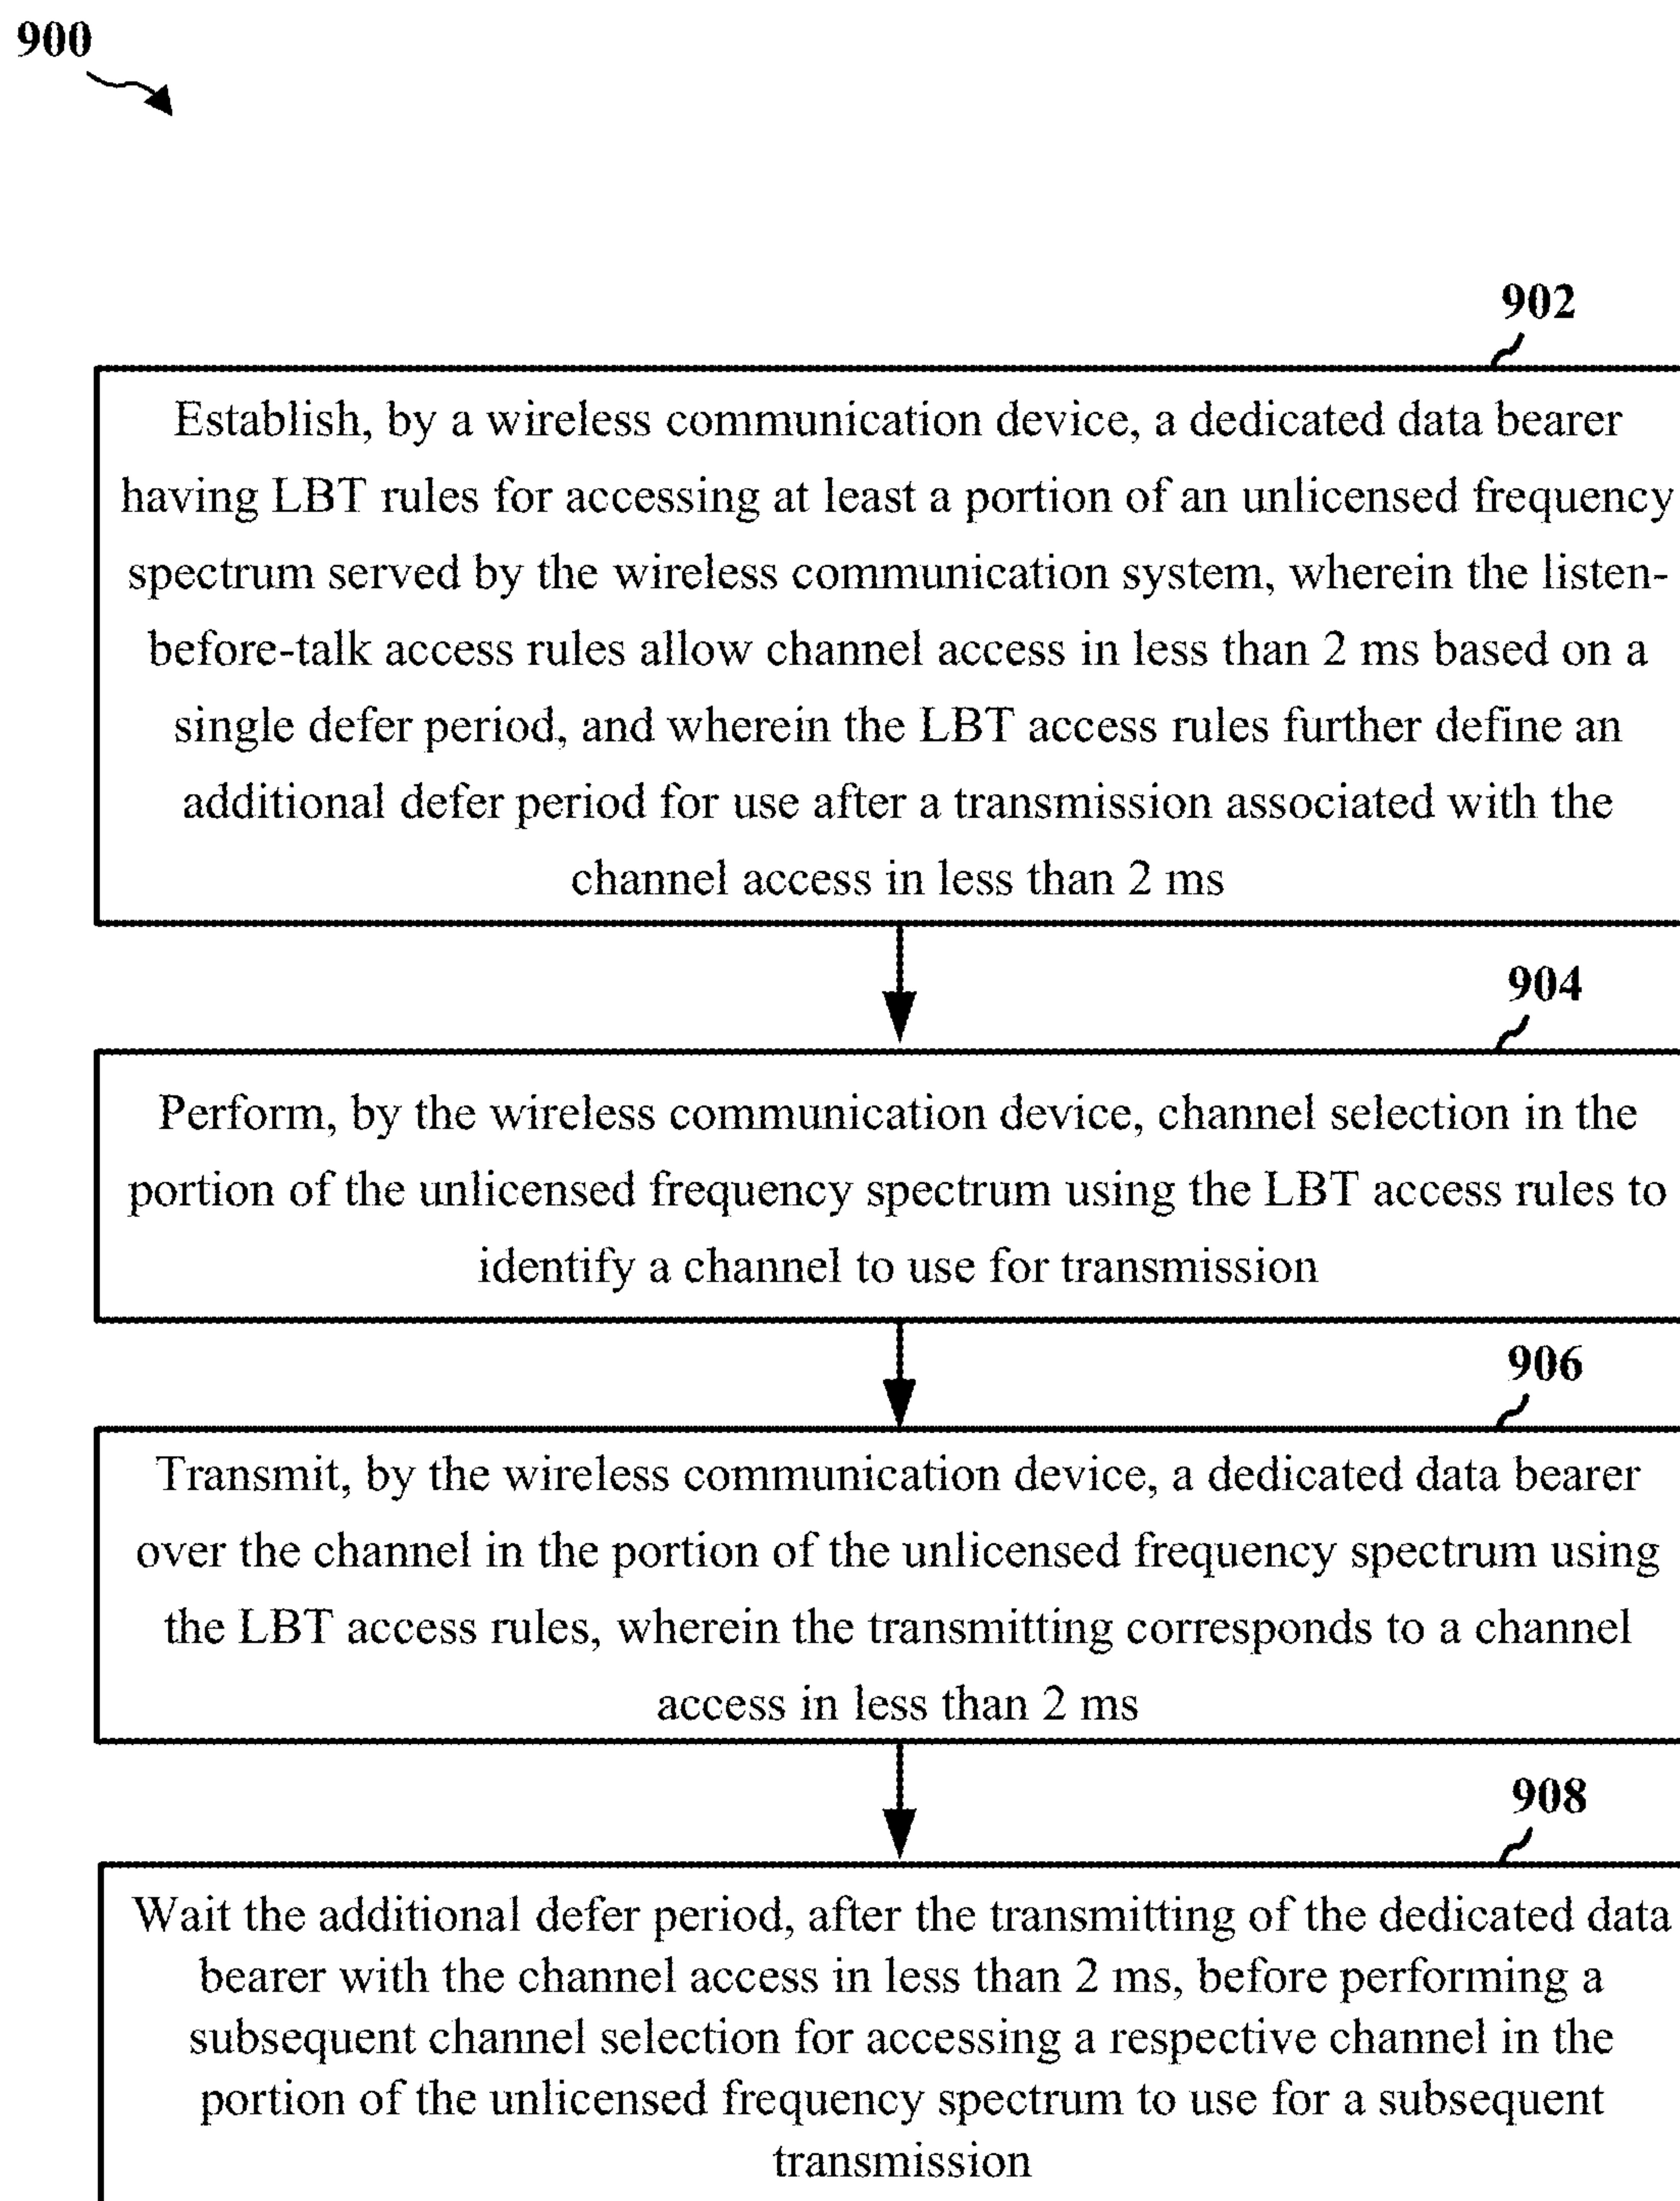 900
902
Establish, by a wireless communication device, a dedicated data bearer
having LBT rules for accessing at least a portion of an unlicensed frequency
spectrum served by the wireless communication system, wherein the listen-
before-talk access rules allow channel access in less than 2 ms based on a
single defer period, and wherein the LBT access rules further define an
additional defer period for use after a transmission associated with the
channel access in less than 2 ms
904
Perform, by the wireless communication device, channel selection in the
portion of the unlicensed frequency spectrum using the LBT access rules to
identify a channel to use for transmission
906
Transmit, by the wireless communication device, a dedicated data bearer
over the channel in the portion of the unlicensed frequency spectrum using
the LBT access rules, wherein the transmitting corresponds to a channel
access in less than 2 ms
908
Wait the additional defer period, after the transmitting of the dedicated data
bearer with the channel access in less than 2 ms, before performing a
subsequent channel selection for accessing a respective channel in the
portion of the unlicensed frequency spectrum to use for a subsequent
transmission